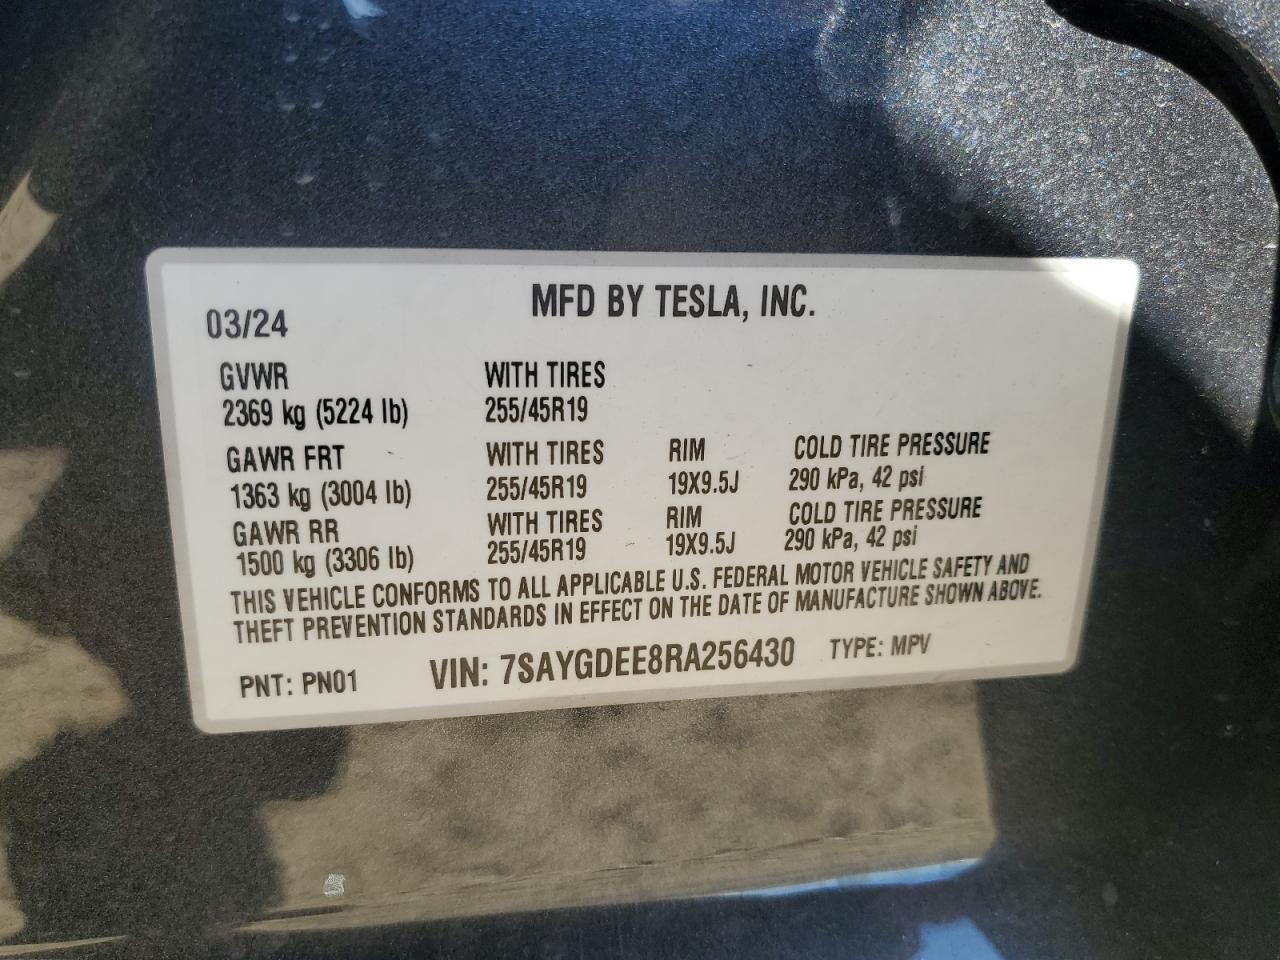 MFD BY TESLA, INC.
03/24
GVWR WITH TIRES
2369 kg (5224 lb) 255/45R19
GAWR FRT WITH TIRES RIM COLD TIRE PRESSURE
1363 kg (3004 lb) 255/45R19 19X9.5J 290 kPa, 42 psi
GAWR RR WITH TIRES RIM COLD TIRE PRESSURE
1500 kg (3306 lb) 255/45R19 19X9.5J 290 kPa, 42 psi
THIS VEHICLE CONFORMS TO ALL APPLICABLE U.S. FEDERAL MOTOR VEHICLE SAFETY AND
THEFT PREVENTION STANDARDS IN EFFECT ON THE DATE OF MANUFACTURE SHOWN ABOVE.
PNT: PN01 VIN: 7SAYGDEE8RA256430 TYPE: MPV